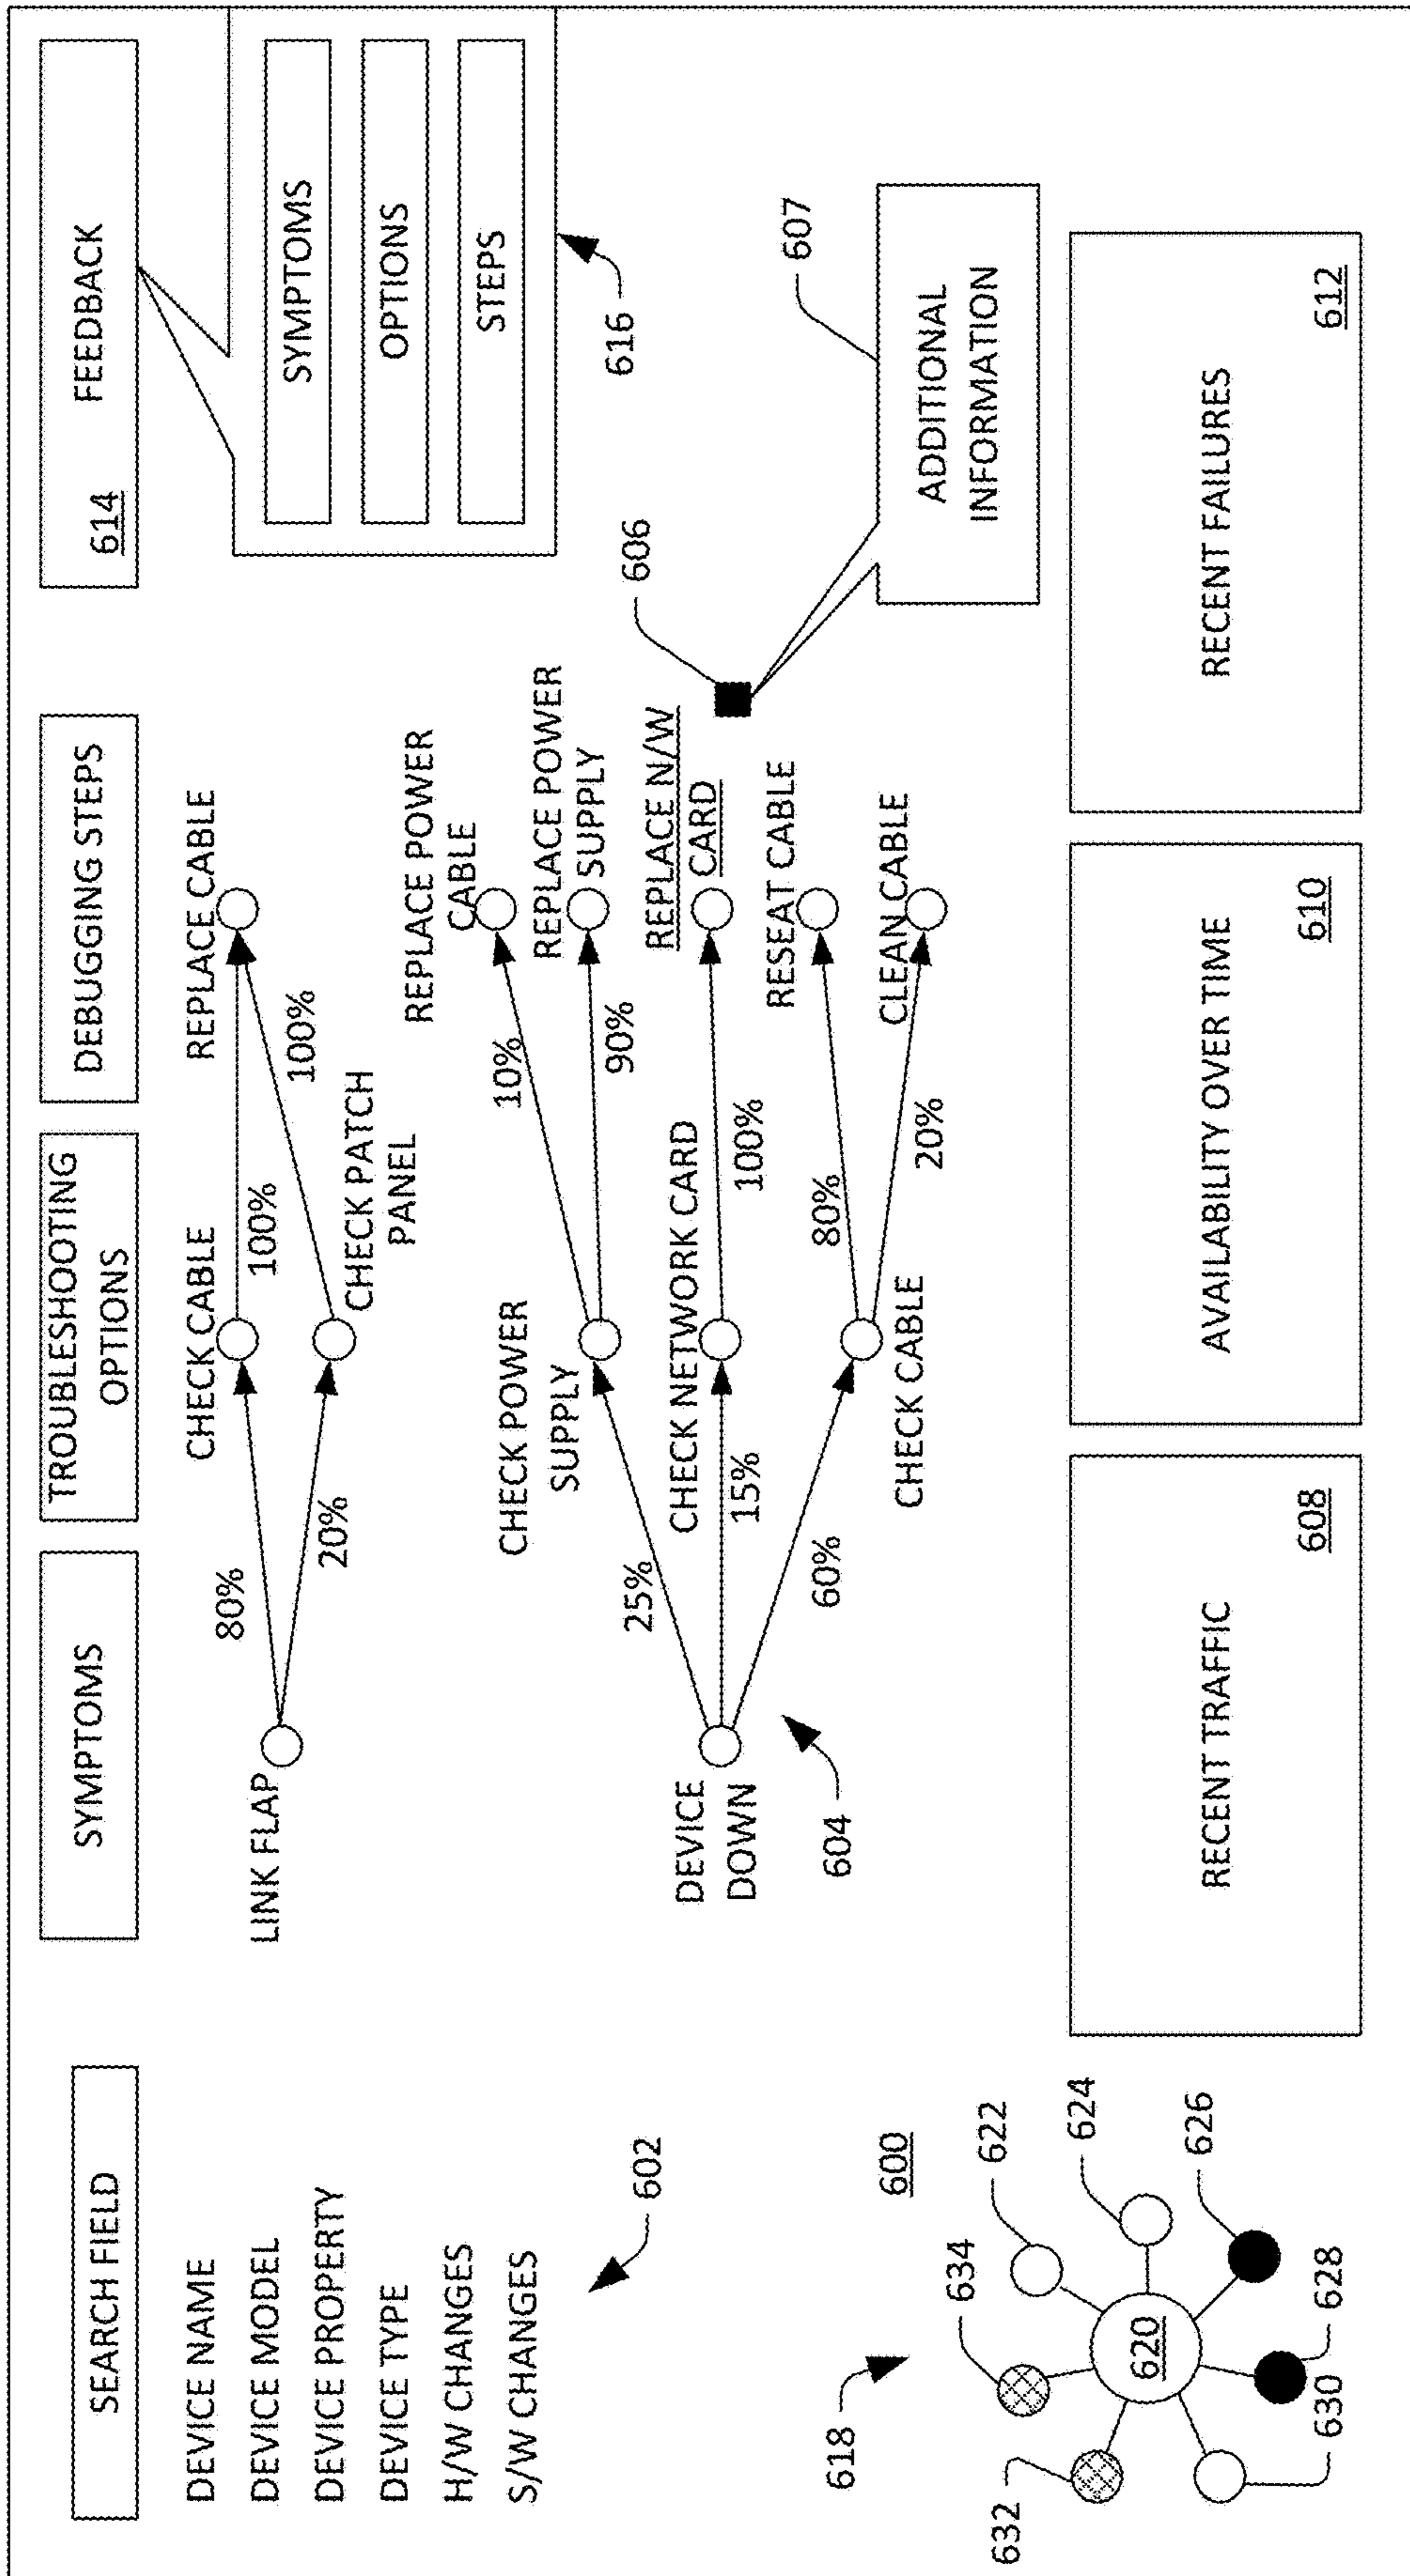 SEARCH FIELD
DEVICE NAME
DEVICE MODEL
DEVICE PROPERTY
DEVICE TYPE
H/W CHANGES
S/W CHANGES
602
SYMPTOMS
TROUBLESHOOTING
OPTIONS
DEBUGGING STEPS
614
FEEDBACK
SYMPTOMS
OPTIONS
STEPS
616
LINK FLAP
80%
20%
CHECK CABLE
100%
CHECK PATCH
PANEL
100%
REPLACE CABLE
DEVICE
DOWN
604
25%
15%
60%
CHECK POWER
SUPPLY
CHECK NETWORK CARD
CHECK CABLE
10%
90%
100%
80%
20%
REPLACE POWER
CABLE
REPLACE POWER
SUPPLY
REPLACE N/W
CARD
RESEAT CABLE
CLEAN CABLE
606
607
ADDITIONAL
INFORMATION
600
618
620
622
624
626
628
630
632
634
RECENT TRAFFIC
608
AVAILABILITY OVER TIME
610
RECENT FAILURES
612